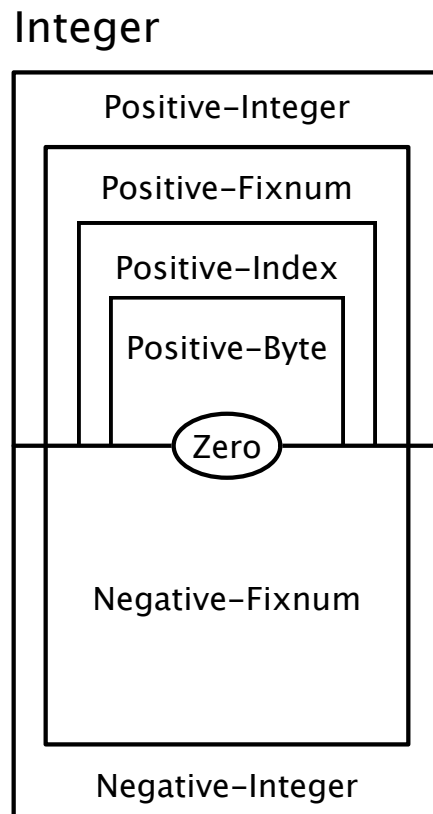 Integer
Positive–Integer
Positive–Fixnum
Positive–Index
Positive–Byte
Zero
Negative–Fixnum
Negative–Integer